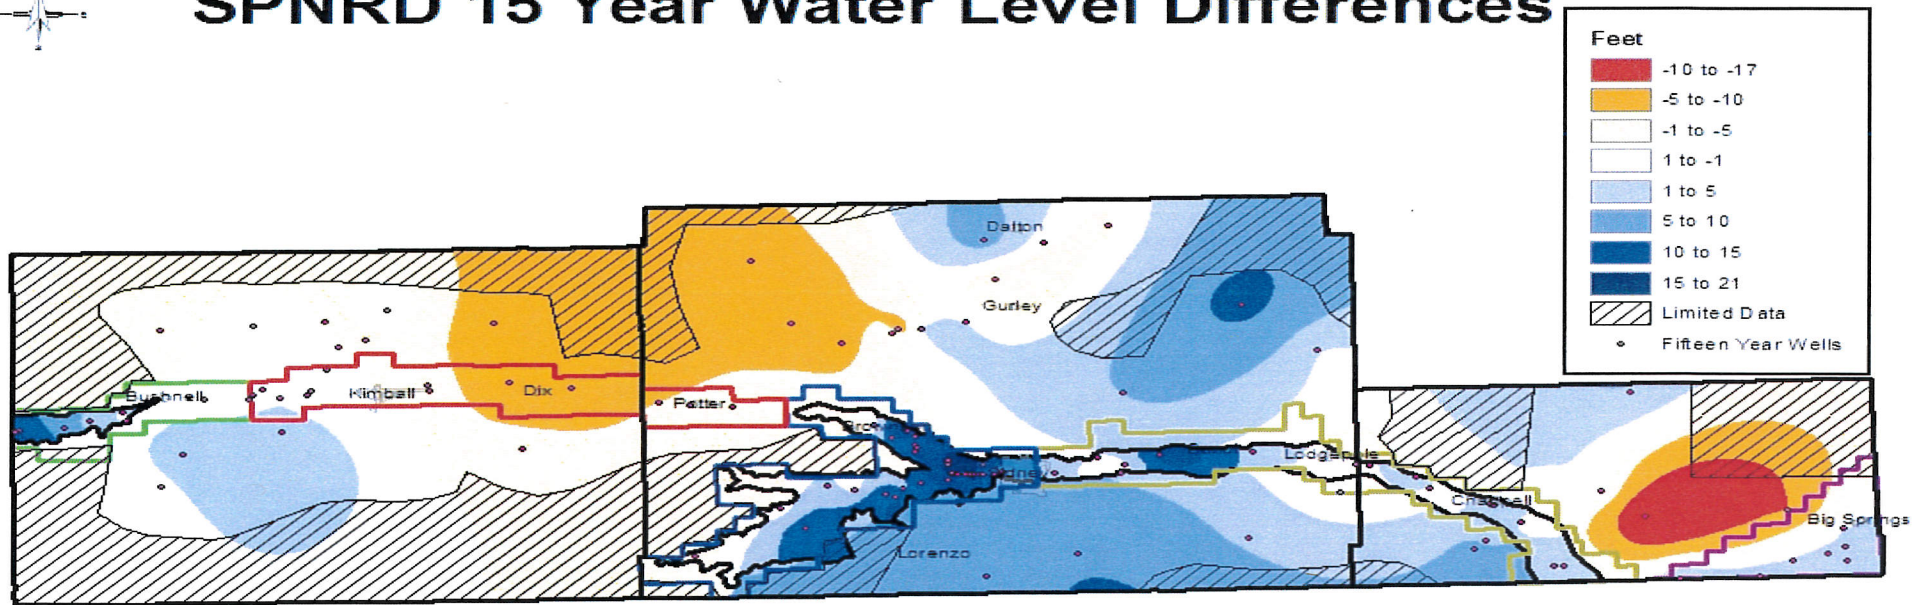 SPNRD 15 Year Water Level Differences
Feet
-10 to -17
-5 to -10
-1 to -5
1 to -1
1 to 5
5 to 10
10 to 15
15 to 21
Limited Data
Fifteen Year Wells
Dalton
Gurley
Bushnell
Kimball
Dix
Potter
Brown
Sidney
Lodgepole
Chappell
Big Springs
Lorenzo